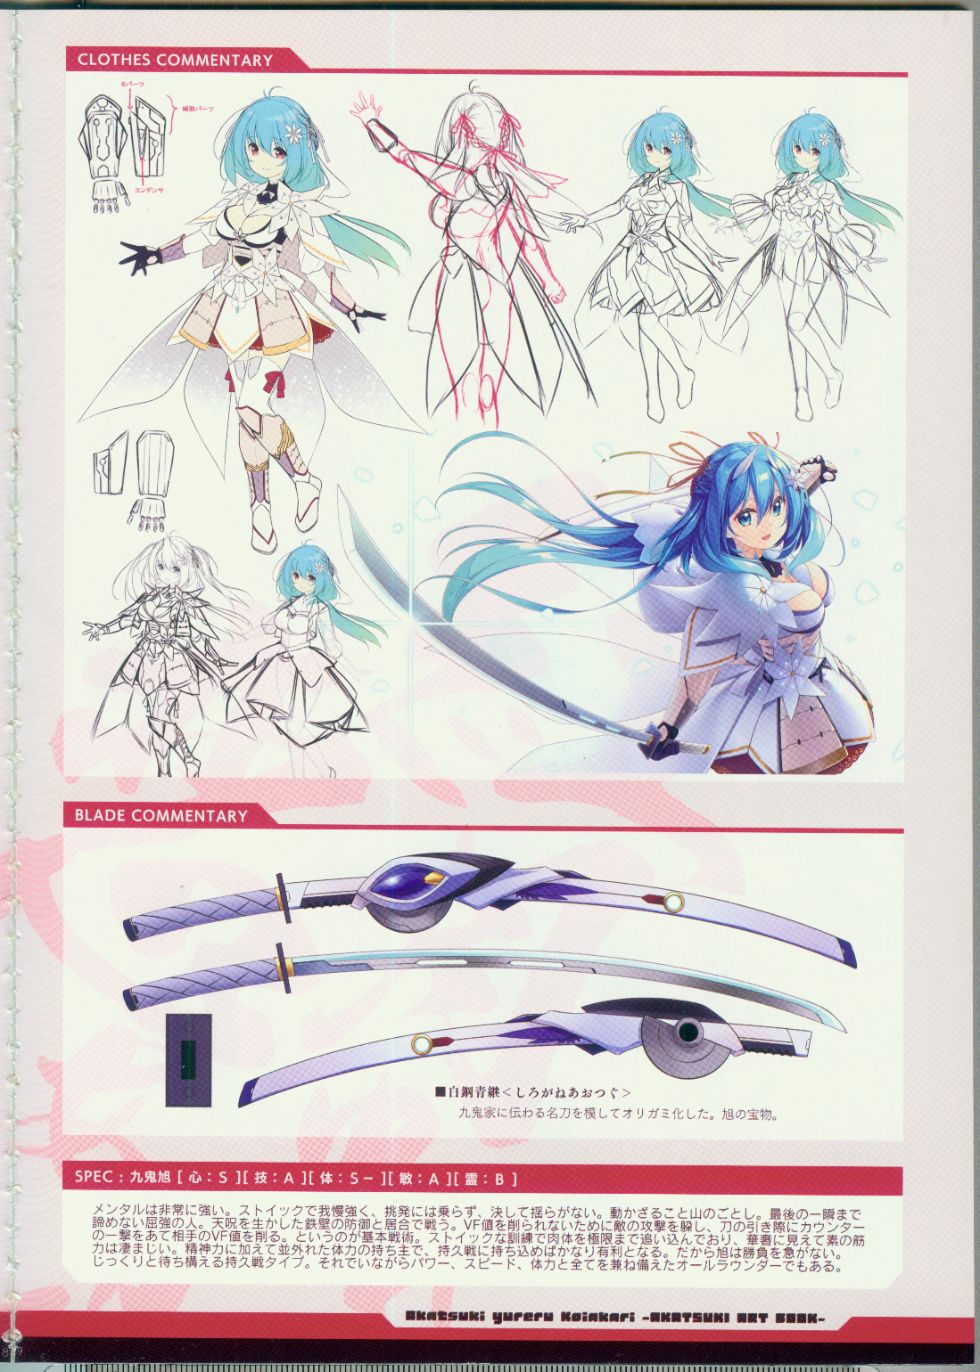 CLOTHES COMMENTARY
Bパーツ
コンデンサ
BLADE COMMENTARY
■白鋼青継<しろがねあおつぐ>
九鬼家に伝わる名刀を模してオリガミ化した。旭の宝物。
SPEC : 九鬼旭 [ 心 : S ][ 技 : A ][ 体 : S− ][ 敏 : A ][ 霊 : B ]
メンタルは非常に強い。ストイックで我慢強く、挑発には乗らず、決して揺らがない。動かざること山のごとし。最後の一瞬まで
諦めない屈強の人。天呪を生かした鉄壁の防御と居合で戦う。VF値を削られないために敵の攻撃を躱し、刀の引き際にカウンター
の一撃をあて相手のVF値を削る。というのが基本戦術。ストイックな訓練で肉体を極限まで追い込んでおり、華奢に見えて素の筋
力は凄まじい。精神力に加えて並外れた体力の持ち主で、持久戦に持ち込めばかなり有利となる。だから旭は勝負を急がない。
じっくりと待ち構える持久戦タイプ。それでいながらパワー、スピード、体力と全てを兼ね備えたオールラウンダーでもある。
Akatsuki yureru Koiakari -AKATSUKI ART BOOK-